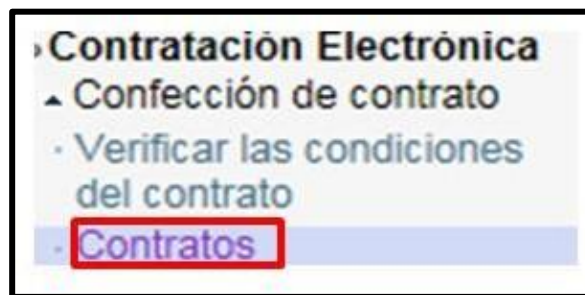 Contratación Electrónica
Confección de contrato
Verificar las condiciones
del contrato
Contratos